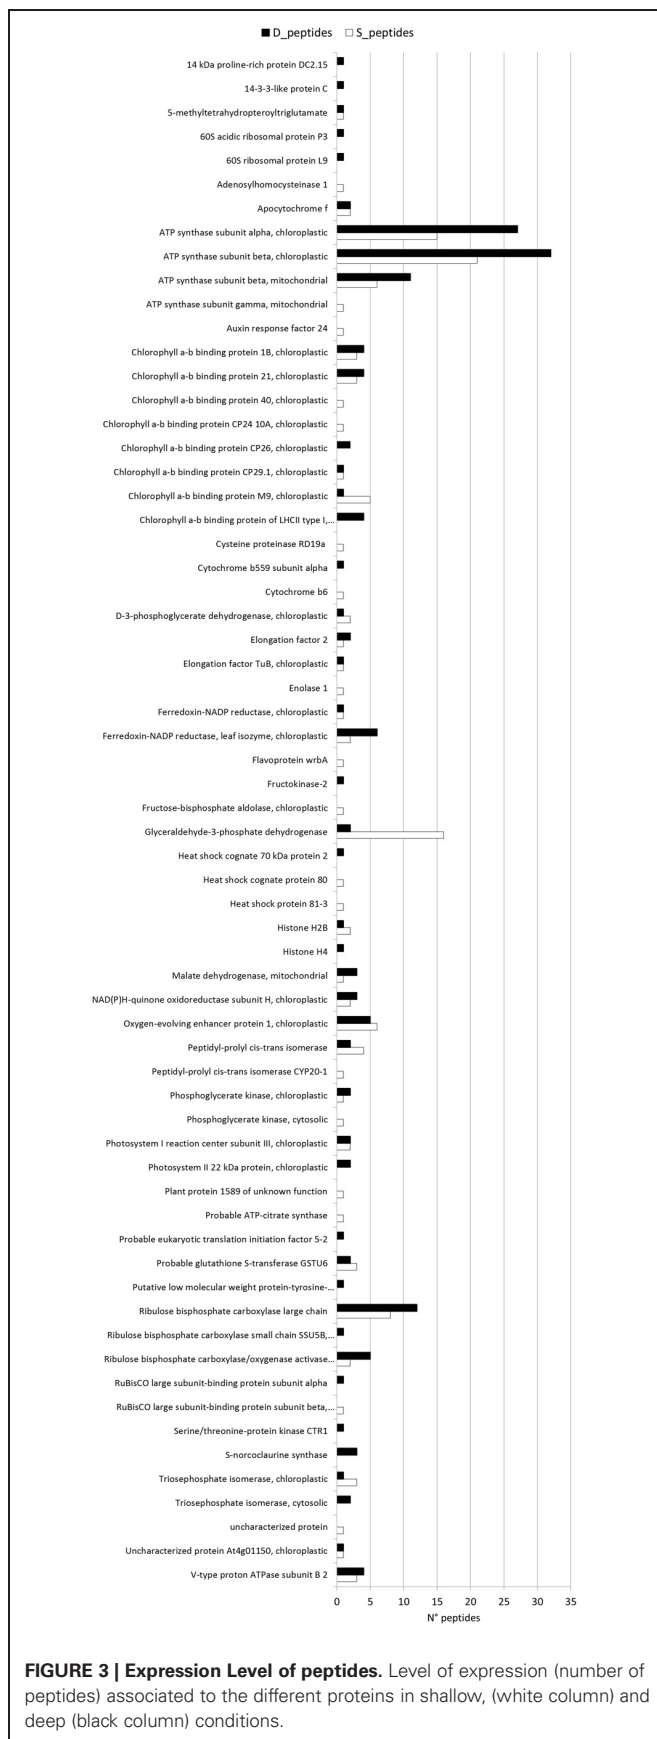 D_peptides S_peptides
14 kDa proline-rich protein DC2.15
14-3-3-like protein C
5-methyltetrahydropteroyltriglutamate
60S acidic ribosomal protein P3
60S ribosomal protein L9
Adenosylhomocysteinase 1
Apocytochrome f
ATP synthase subunit alpha, chloroplastic
ATP synthase subunit beta, chloroplastic
ATP synthase subunit beta, mitochondrial
ATP synthase subunit gamma, mitochondrial
Auxin response factor 24
Chlorophyll a-b binding protein 1B, chloroplastic
Chlorophyll a-b binding protein 21, chloroplastic
Chlorophyll a-b binding protein 40, chloroplastic
Chlorophyll a-b binding protein CP24 10A, chloroplastic
Chlorophyll a-b binding protein CP26, chloroplastic
Chlorophyll a-b binding protein CP29.1, chloroplastic
Chlorophyll a-b binding protein M9, chloroplastic
Chlorophyll a-b binding protein of LHCII type I,...
Cysteine proteinase RD19a
Cytochrome b559 subunit alpha
Cytochrome b6
D-3-phosphoglycerate dehydrogenase, chloroplastic
Elongation factor 2
Elongation factor TuB, chloroplastic
Enolase 1
Ferredoxin-NADP reductase, chloroplastic
Ferredoxin-NADP reductase, leaf isozyme, chloroplastic
Flavoprotein wrbA
Fructokinase-2
Fructose-bisphosphate aldolase, chloroplastic
Glyceraldehyde-3-phosphate dehydrogenase
Heat shock cognate 70 kDa protein 2
Heat shock cognate protein 80
Heat shock protein 81-3
Histone H2B
Histone H4
Malate dehydrogenase, mitochondrial
NAD(P)H-quinone oxidoreductase subunit H, chloroplastic
Oxygen-evolving enhancer protein 1, chloroplastic
Peptidyl-prolyl cis-trans isomerase
Peptidyl-prolyl cis-trans isomerase CYP20-1
Phosphoglycerate kinase, chloroplastic
Phosphoglycerate kinase, cytosolic
Photosystem I reaction center subunit III, chloroplastic
Photosystem II 22 kDa protein, chloroplastic
Plant protein 1589 of unknown function
Probable ATP-citrate synthase
Probable eukaryotic translation initiation factor 5-2
Probable glutathione S-transferase GSTU6
Putative low molecular weight protein-tyrosine-...
Ribulose bisphosphate carboxylase large chain
Ribulose bisphosphate carboxylase small chain SSU5B,...
Ribulose bisphosphate carboxylase/oxygenase activase...
RuBisCO large subunit-binding protein subunit alpha
RuBisCO large subunit-binding protein subunit beta,...
Serine/threonine-protein kinase CTR1
S-norcoclaurine synthase
Triosephosphate isomerase, chloroplastic
Triosephosphate isomerase, cytosolic
uncharacterized protein
Uncharacterized protein At4g01150, chloroplastic
V-type proton ATPase subunit B 2
0 5 10 15 20 25 30 35
N° peptides
FIGURE 3 | Expression Level of peptides. Level of expression (number of
peptides) associated to the different proteins in shallow, (white column) and
deep (black column) conditions.